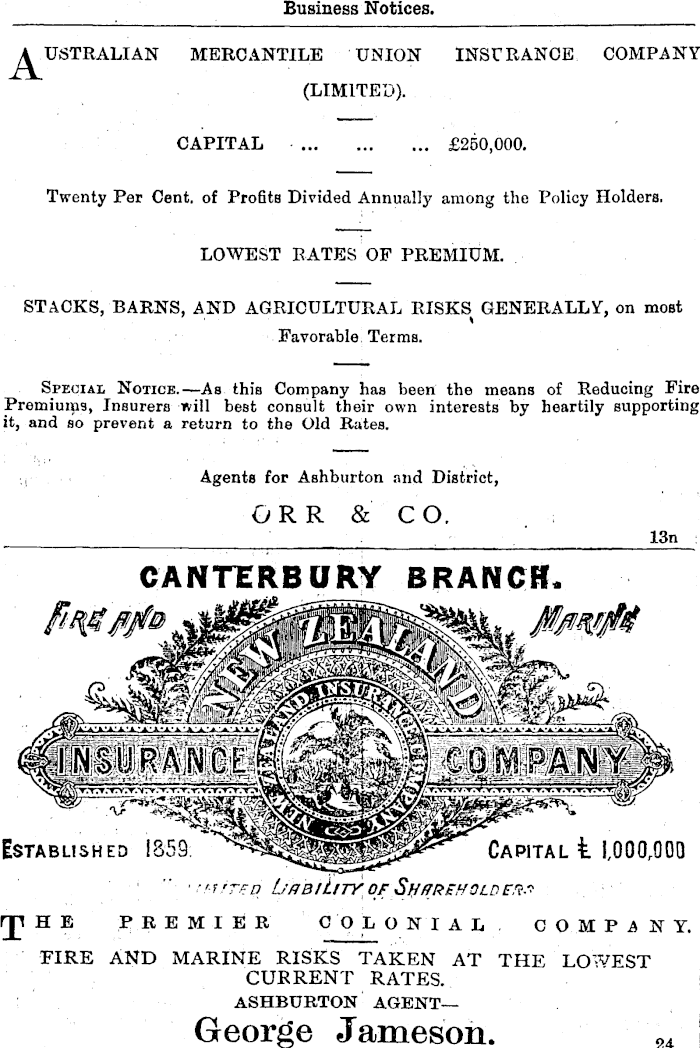 Business Notices.
AUSTRALIAN MERCANTILE UNION INSURANCE COMPANY
(LIMITED).
CAPITAL ... ... ... £250,000.
Twenty Per Cent. of Profits Divided Annually among the Policy Holders.
LOWEST RATES OF PREMIUM.
STACKS, BARNS, AND AGRICULTURAL RISKS GENERALLY, on most
Favorable Terms.
SPECIAL NOTICE.—As this Company has been the means of Reducing Fire
Premiums, Insurers will best consult their own interests by heartily supporting
it, and so prevent a return to the Old Rates.
Agents for Ashburton and District,
ORR & CO.
13n
CANTERBURY BRANCH.
FIRE AND MARINE
NEW ZEALAND
NEW ZEALAND INSURANCE COMPANY
INSURANCE COMPANY
ESTABLISHED 1859. CAPITAL £ 1,000,000
LIMITED LIABILITY OF SHAREHOLDERS
THE PREMIER COLONIAL COMPANY.
FIRE AND MARINE RISKS TAKEN AT THE LOWEST
CURRENT RATES.
ASHBURTON AGENT—
George Jameson.
24